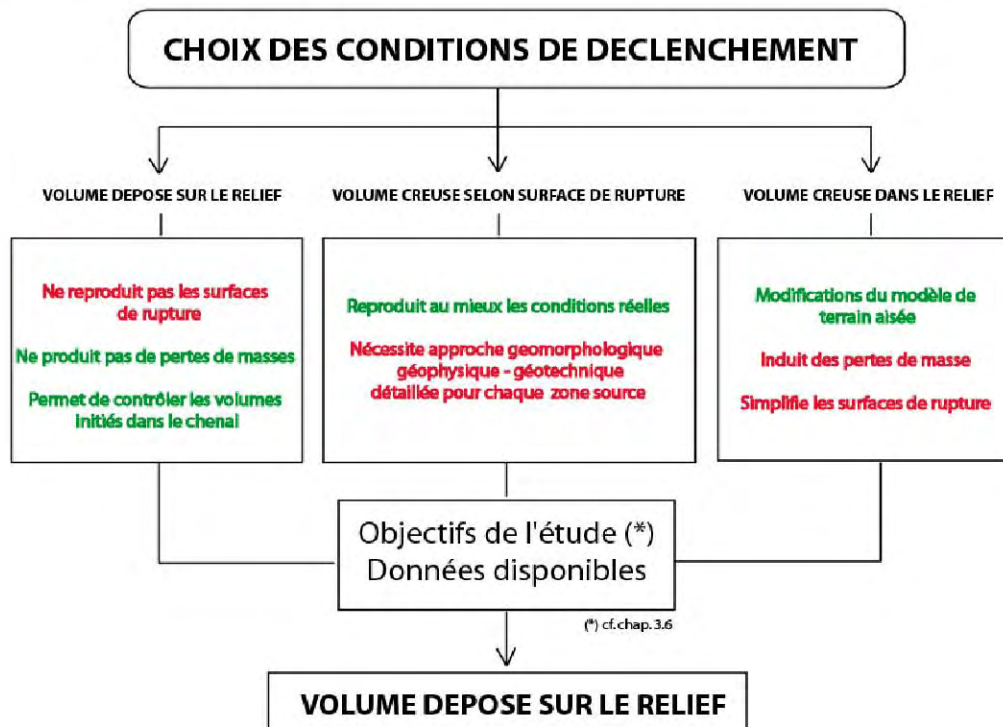 CHOIX DES CONDITIONS DE DECLENCHEMENT
VOLUME DEPOSE SUR LE RELIEF
VOLUME CREUSE SELON SURFACE DE RUPTURE
VOLUME CREUSE DANS LE RELIEF
Ne reproduit pas les surfaces
de rupture
Ne produit pas de pertes de masses
Permet de contrôler les volumes
initiés dans le chenal
Reproduit au mieux les conditions réelles
Nécessite approche geomorphologique
géophysique - géotechnique
détaillée pour chaque zone source
Modifications du modèle de
terrain aisée
Induit des pertes de masse
Simplifie les surfaces de rupture
Objectifs de l'étude (*)
Données disponibles
(*) cf. chap. 3.6
VOLUME DEPOSE SUR LE RELIEF